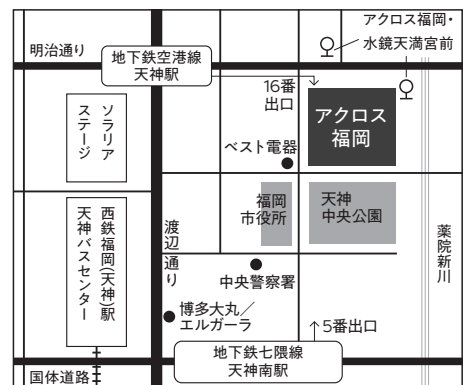 アクロス福岡・
水鏡天満宮前
明治通り
地下鉄空港線
天神駅
16番
出口
アクロス
福岡
ソラリア
ステージ
ベスト電器
福岡
市役所
天神
中央公園
西鉄福岡(天神)駅
天神バスセンター
渡辺通り
薬院新川
中央警察署
博多大丸／
エルガーラ
↑5番出口
地下鉄七隈線
天神南駅
国体道路